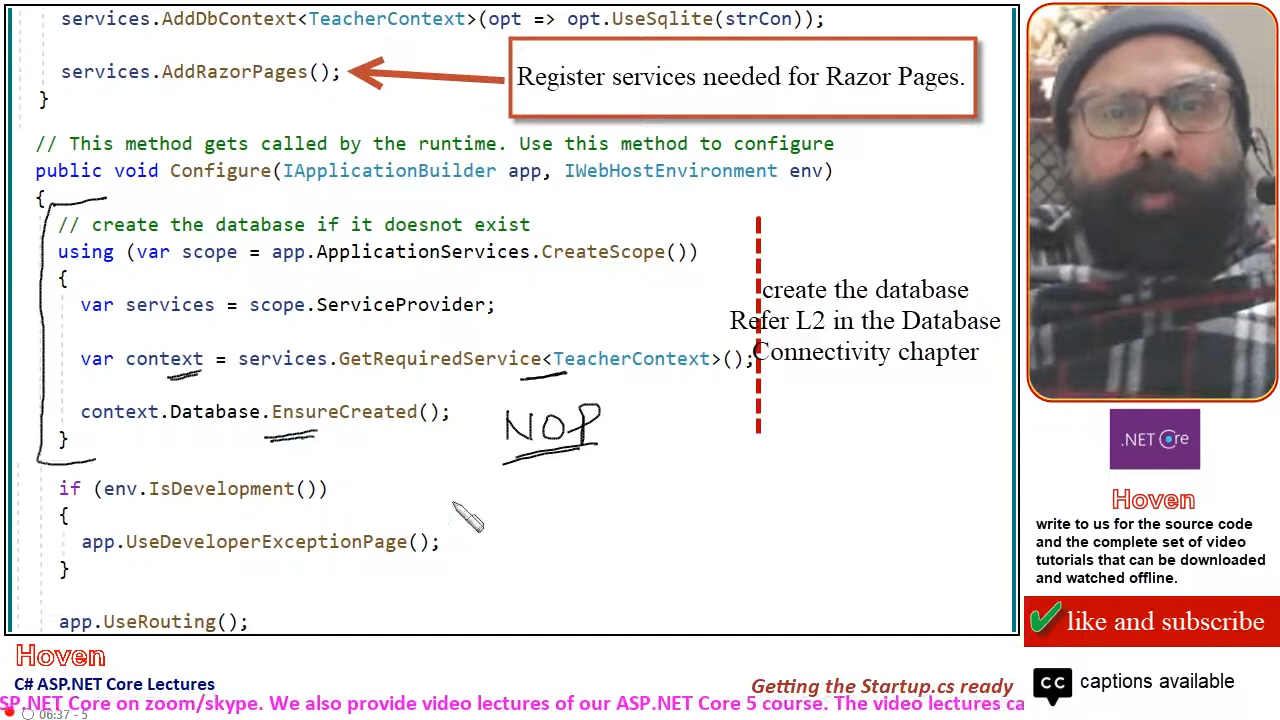 services.AddDbContext<TeacherContext>(opt => opt.UseSqlite(strCon));
services.AddRazorPages();
Register services needed for Razor Pages.
}
// This method gets called by the runtime. Use this method to configure
public void Configure(IApplicationBuilder app, IWebHostEnvironment env)
{
// create the database if it doesnot exist
using (var scope = app.ApplicationServices.CreateScope())
{
var services = scope.ServiceProvider;
var context = services.GetRequiredService<TeacherContext>();
context.Database.EnsureCreated();
}
create the database
Refer L2 in the Database
Connectivity chapter
NOP
if (env.IsDevelopment())
{
app.UseDeveloperExceptionPage();
}
app.UseRouting();
.NET Core
Hoven
write to us for the source code
and the complete set of video
tutorials that can be downloaded
and watched offline.
like and subscribe
CC captions available
Hoven
C# ASP.NET Core Lectures
Getting the Startup.cs ready
SP.NET Core on zoom/skype. We also provide video lectures of our ASP.NET Core 5 course. The video lectures ca
06:37 - 5